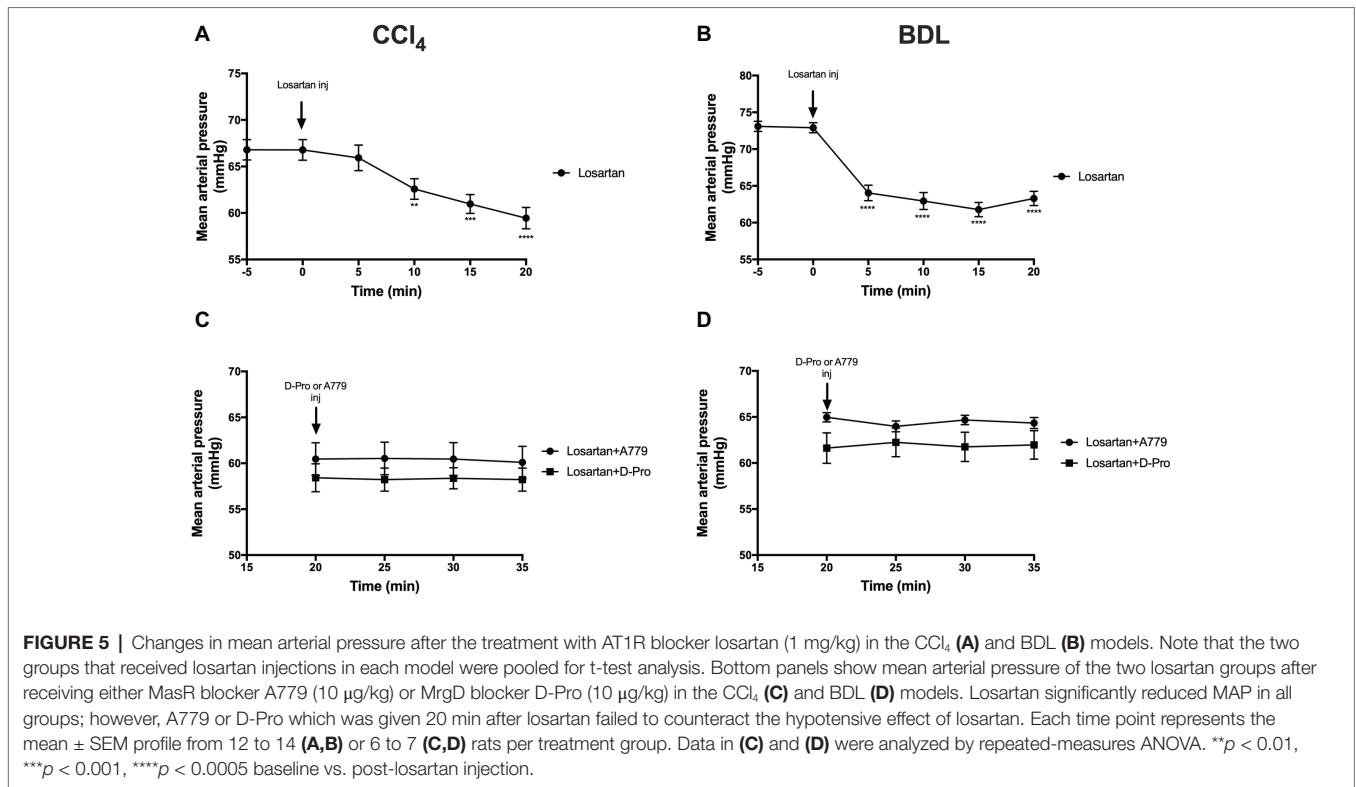 A
CCl4
B
BDL
Mean arterial pressure
(mmHg)
75
70
65
60
55
Losartan inj
Losartan
**
***
****
-5 0 5 10 15 20
Time (min)
Mean arterial pressure
(mmHg)
80
75
70
65
60
55
Losartan inj
Losartan
**** **** **** ****
-5 0 5 10 15 20
Time (min)
C
Mean arterial pressure
(mmHg)
70
65
60
55
50
D-Pro or A779
inj
Losartan+A779
Losartan+D-Pro
15 20 25 30 35
Time (min)
D
Mean arterial pressure
(mmHg)
70
65
60
55
50
D-Pro or A779
inj
Losartan+A779
Losartan+D-Pro
15 20 25 30 35
Time (min)
FIGURE 5 | Changes in mean arterial pressure after the treatment with AT1R blocker losartan (1 mg/kg) in the CCl4 (A) and BDL (B) models. Note that the two
groups that received losartan injections in each model were pooled for t-test analysis. Bottom panels show mean arterial pressure of the two losartan groups after
receiving either MasR blocker A779 (10 μg/kg) or MrgD blocker D-Pro (10 μg/kg) in the CCl4 (C) and BDL (D) models. Losartan significantly reduced MAP in all
groups; however, A779 or D-Pro which was given 20 min after losartan failed to counteract the hypotensive effect of losartan. Each time point represents the
mean ± SEM profile from 12 to 14 (A,B) or 6 to 7 (C,D) rats per treatment group. Data in (C) and (D) were analyzed by repeated-measures ANOVA. **p < 0.01,
***p < 0.001, ****p < 0.0005 baseline vs. post-losartan injection.